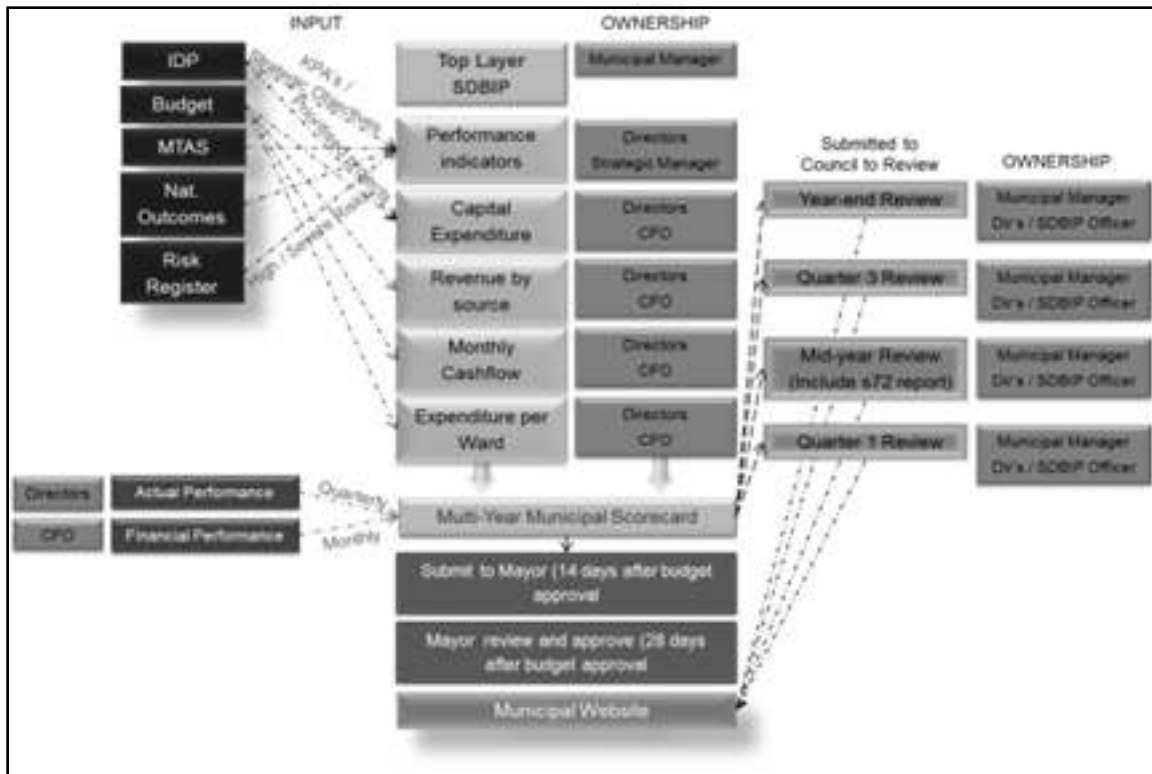 INPUT
OWNERSHIP
IDP
Budget
MTAS
Nat.
Outcomes
Risk
Register
KPA's /
Strategic Objectives
High /
Risks
Top Layer
SDBIP
Municipal Manager
Performance
indicators
Directors
Strategic Manager
Capital
Expenditure
Directors
CFO
Revenue by
source
Directors
CFO
Monthly
Cashflow
Directors
CFO
Expenditure per
Ward
Directors
CFO
Submitted to
Council to Review
OWNERSHIP
Year-end Review
Municipal Manager
Dir's / SDBIP Officer
Quarter 3 Review
Municipal Manager
Dir's / SDBIP Officer
Mid-year Review
(Include s72 report)
Municipal Manager
Dir's / SDBIP Officer
Quarter 1 Review
Municipal Manager
Dir's / SDBIP Officer
Directors
Actual Performance
Quarterly
CFO
Financial Performance
Monthly
Multi-Year Municipal Scorecard
Submit to Mayor (14 days after budget
approval
Mayor review and approve (28 days
after budget approval
Municipal Website